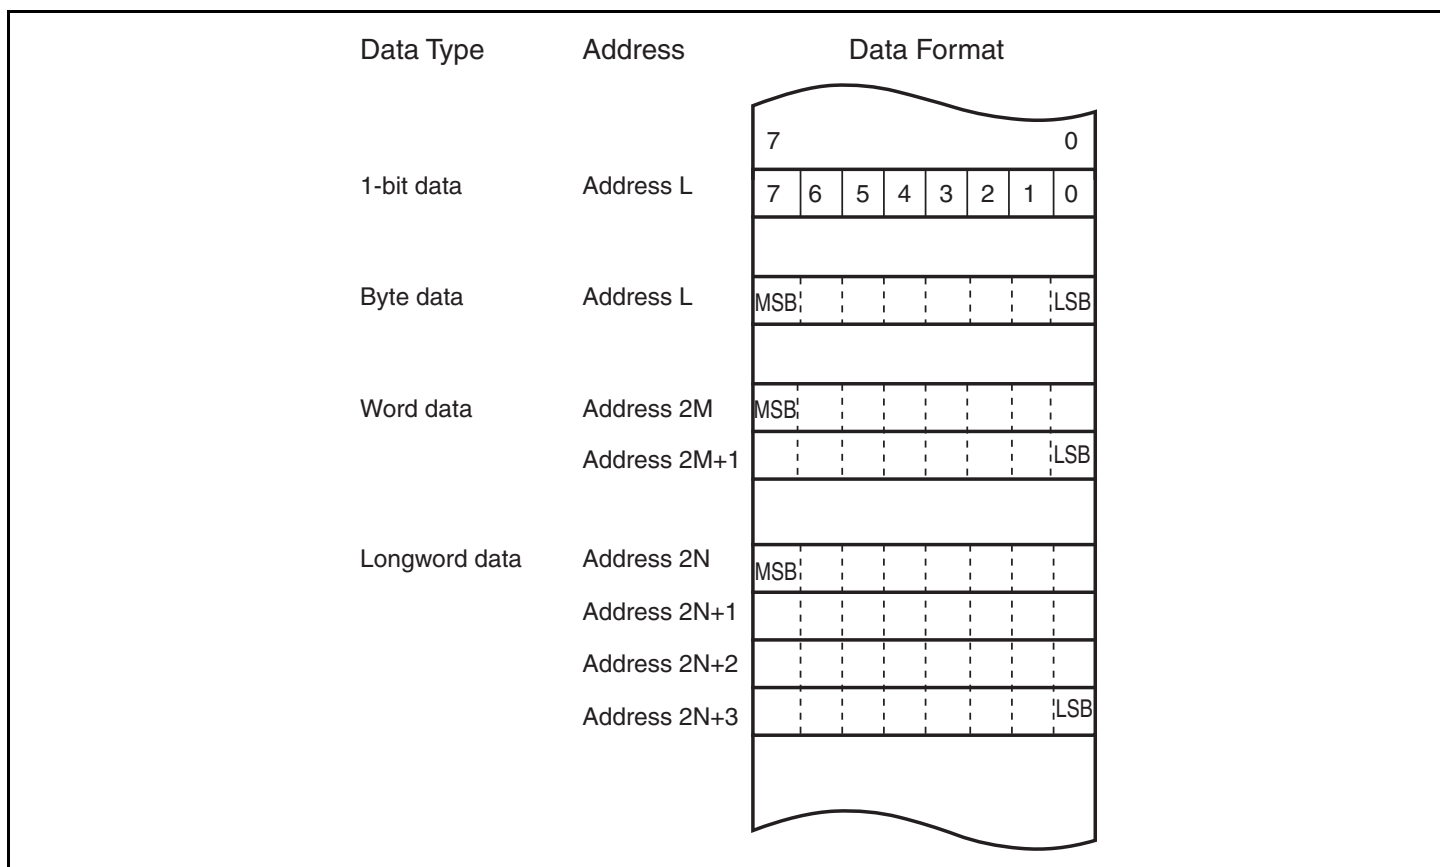 Data Type Address Data Format
7 0
1-bit data Address L 7 6 5 4 3 2 1 0
Byte data Address L MSB LSB
Word data Address 2M MSB
Address 2M+1 LSB
Longword data Address 2N MSB
Address 2N+1
Address 2N+2
Address 2N+3 LSB